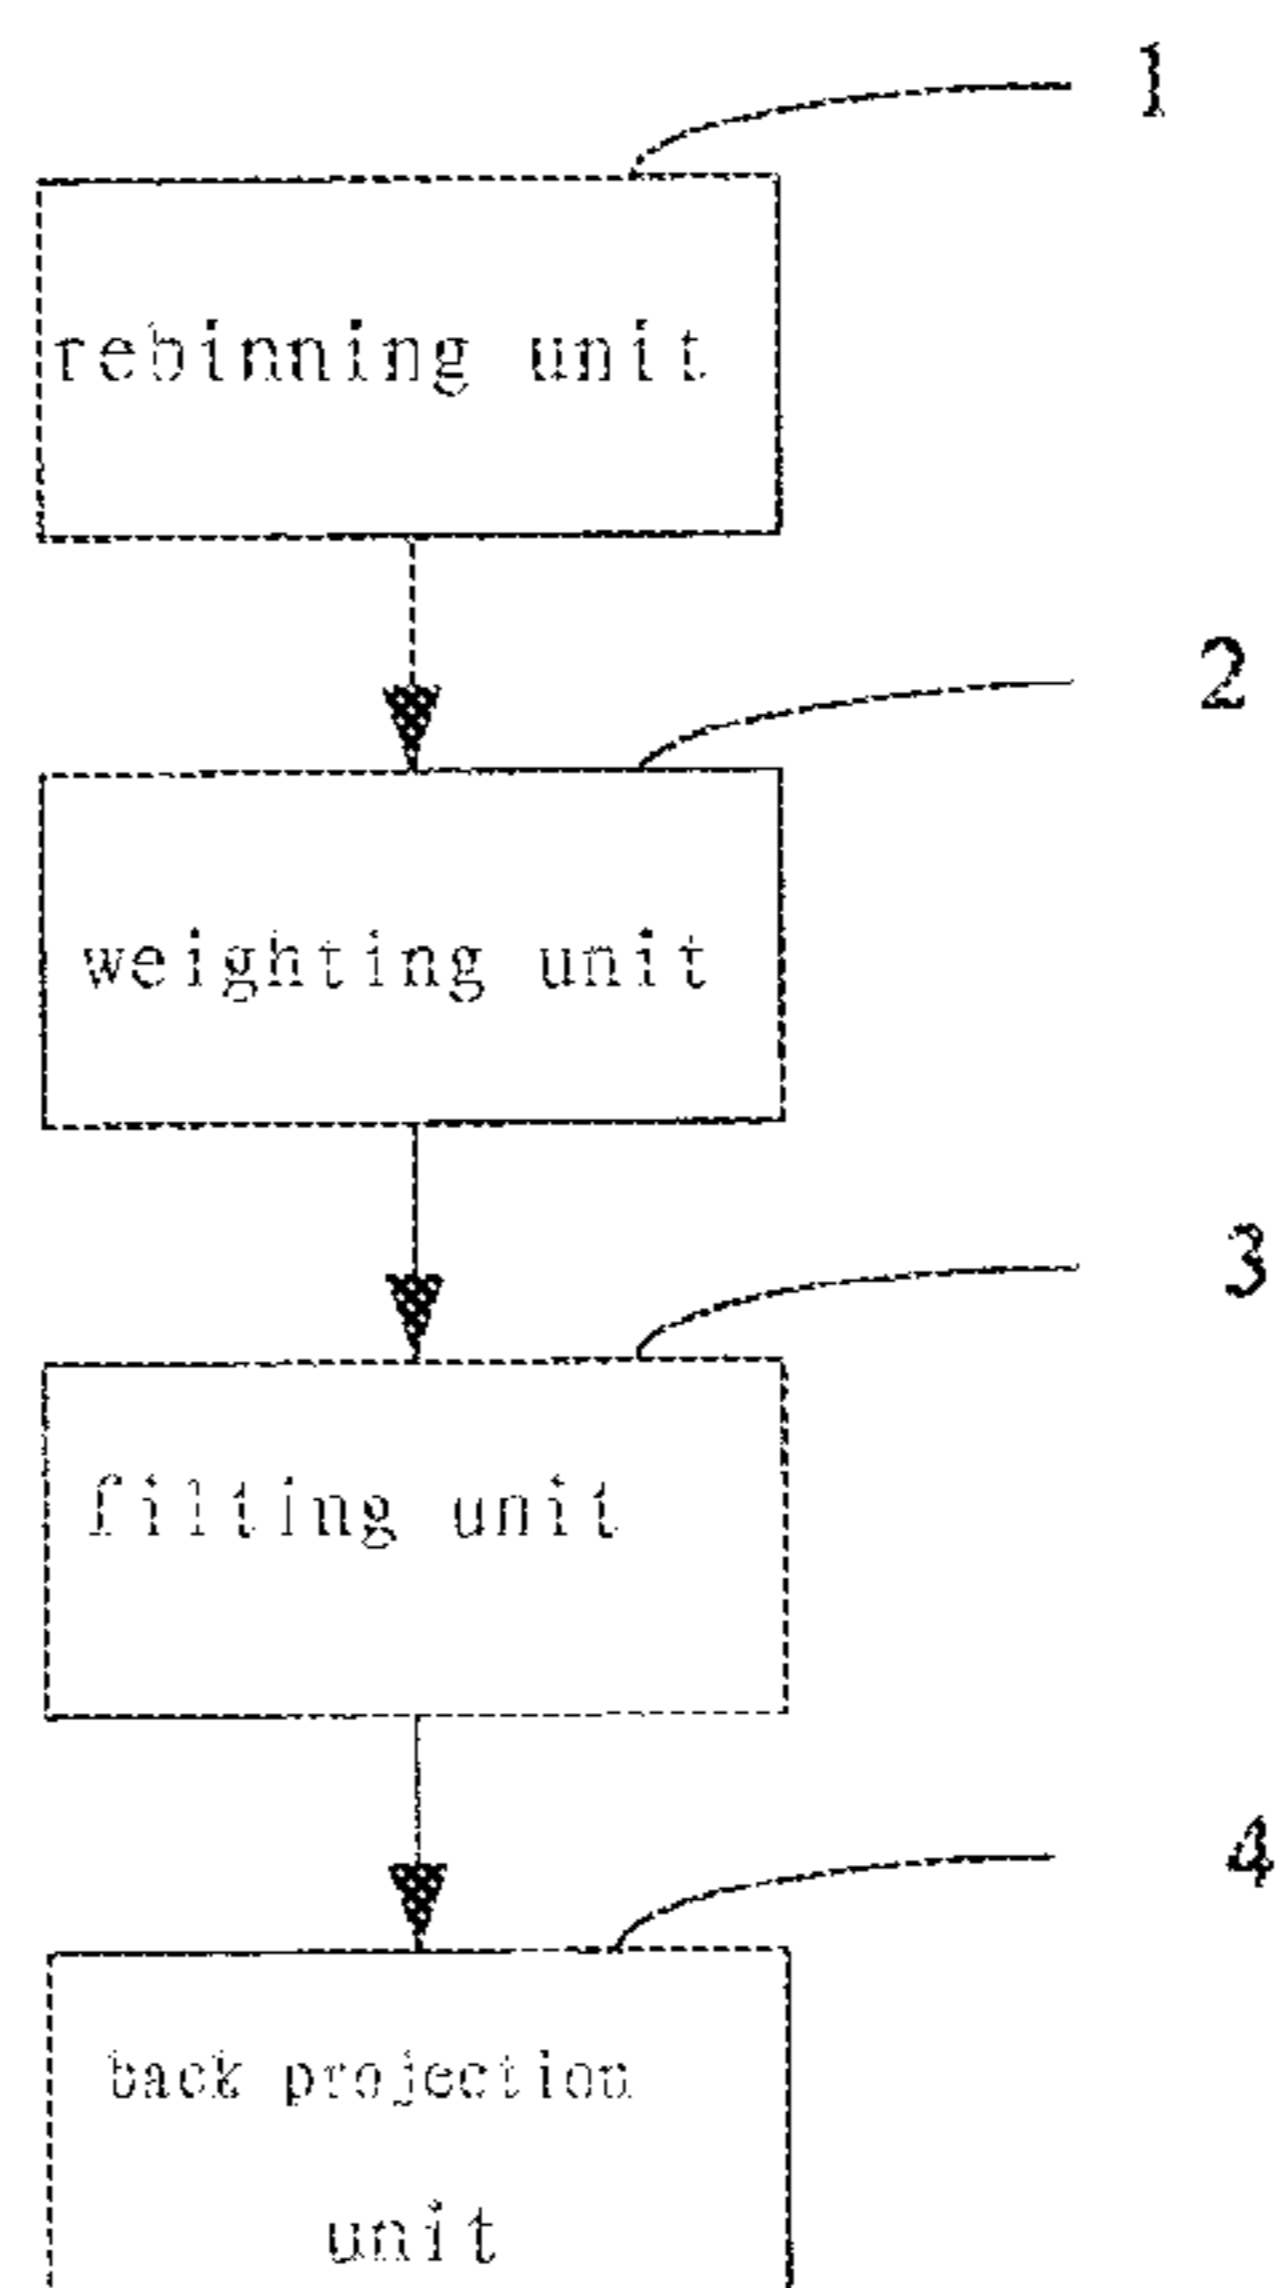 1
rebinning unit
2
weighting unit
3
filting unit
4
back projection
unit